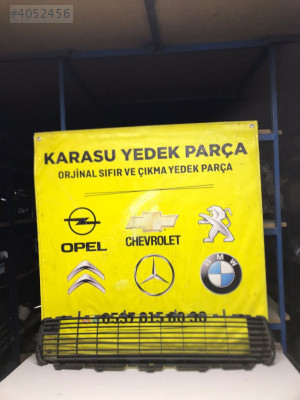 #4052456
KARASU YEDEK PARÇA
ORJİNAL SIFIR VE ÇIKMA YEDEK PARÇA
OPEL
CHEVROLET
BMW